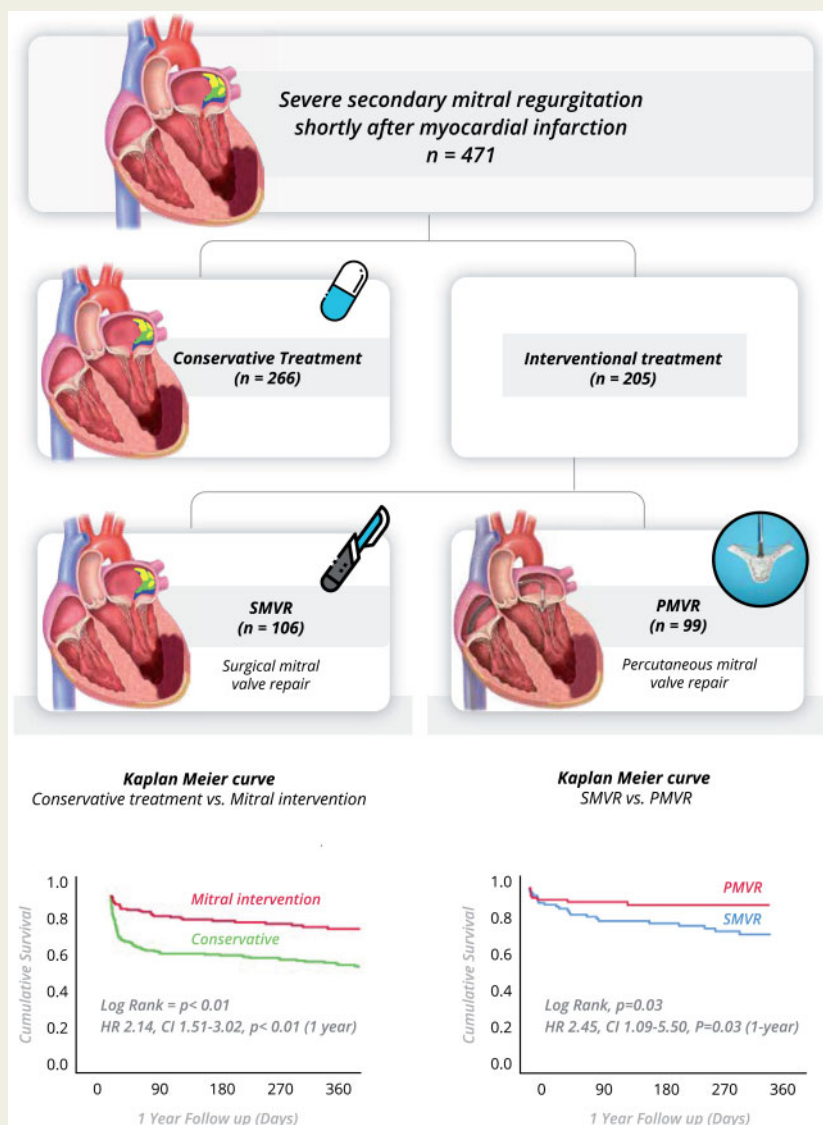 Severe secondary mitral regurgitation
shortly after myocardial infarction
n = 471
Conservative Treatment
(n = 266)
Interventional treatment
(n = 205)
SMVR
(n = 106)
Surgical mitral
valve repair
PMVR
(n = 99)
Percutaneous mitral
valve repair
Kaplan Meier curve
Conservative treatment vs. Mitral intervention
Cumulative Survival
1.0
0.8
0.6
0.4
0.2
0.0
Mitral intervention
Conservative
Log Rank = p< 0.01
HR 2.14, CI 1.51-3.02, p< 0.01 (1 year)
0 90 180 270 360
1 Year Follow up (Days)
Kaplan Meier curve
SMVR vs. PMVR
Cumulative Survival
1.0
0.8
0.6
0.4
0.2
0.0
PMVR
SMVR
Log Rank, p=0.03
HR 2.45, CI 1.09-5.50, P=0.03 (1-year)
0 90 180 270 360
1 Year Follow up (Days)